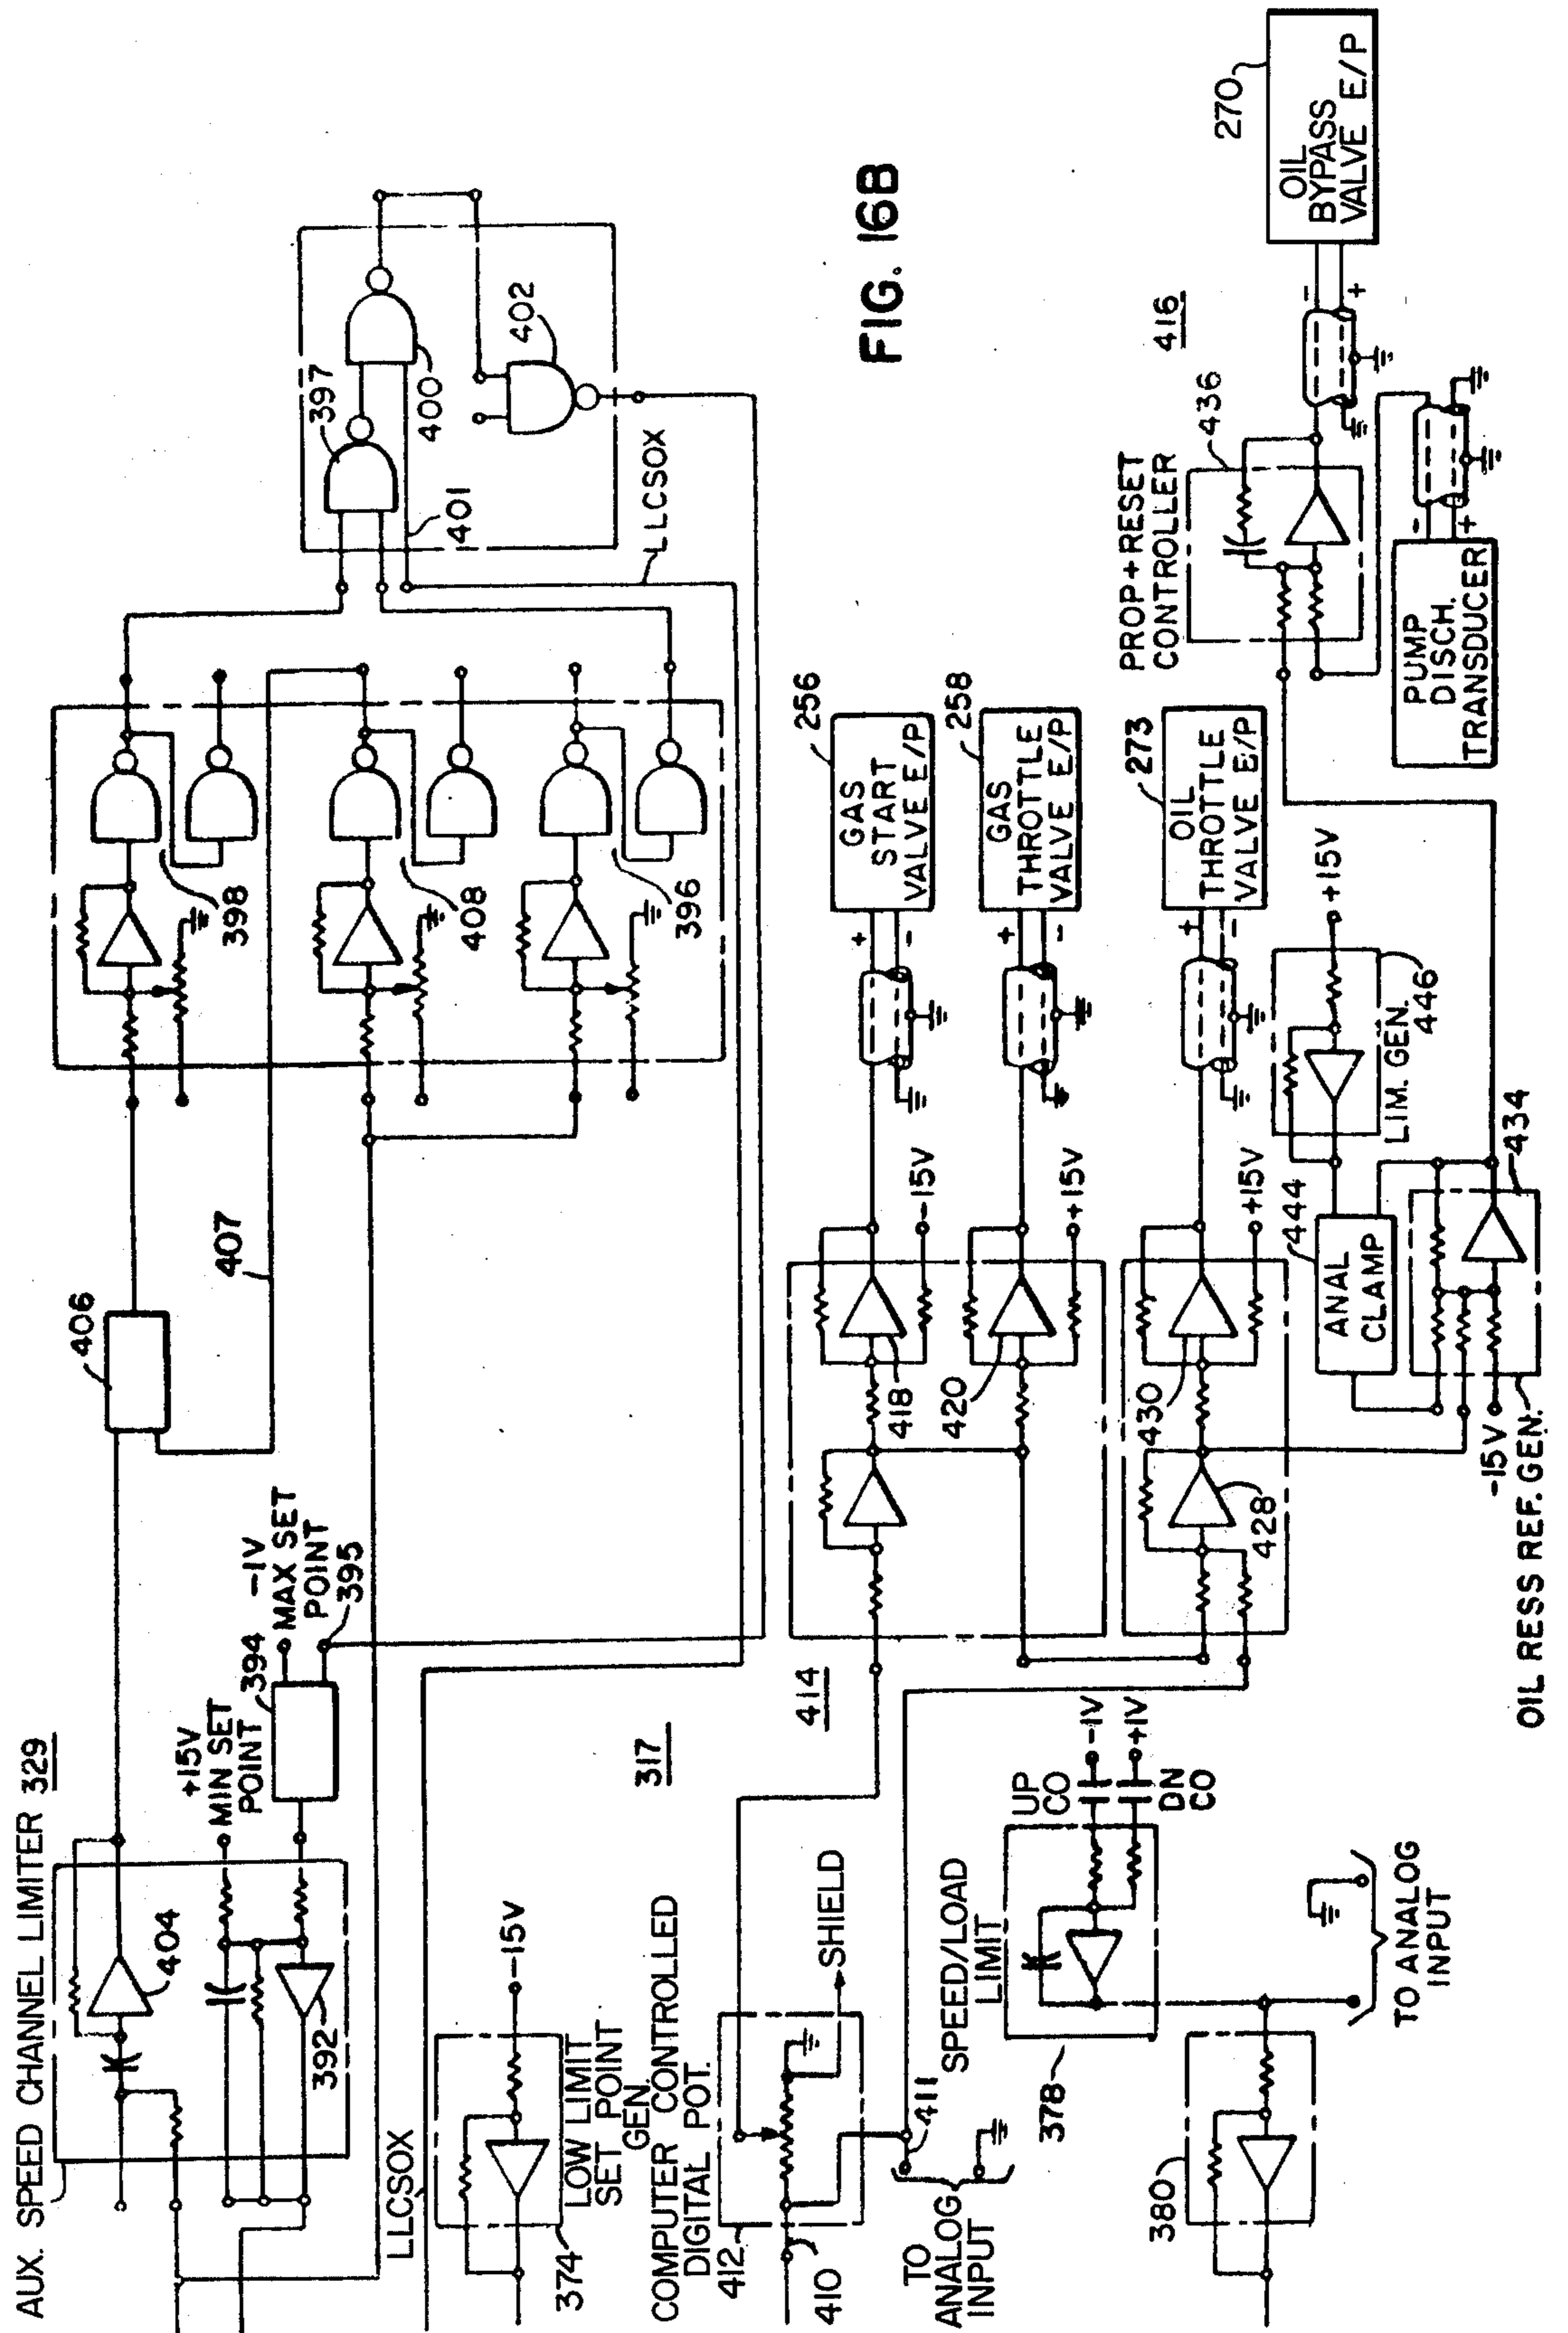 FIG. 16B
AUX. SPEED CHANNEL LIMITER 329
404
392
+15V
MIN SET
POINT
394
-1V
MAX SET
POINT
395
406
407
398
408
396
397
400
401
402
LLCSOX
LLCSOX
374
LOW LIMIT
SET POINT
GEN.
-15V
317
COMPUTER CONTROLLED
DIGITAL POT.
412
410
SHIELD
411
TO
ANALOG
INPUT
414
418
-15V
420
+15V
256
GAS
START
VALVE E/P
+
-
258
GAS
THROTTLE
VALVE E/P
+
-
428
430
+15V
273
OIL
THROTTLE
VALVE E/P
+
-
SPEED/LOAD
LIMIT
378
UP
CO
-1V
DN
CO
+1V
380
TO ANALOG
INPUT
444
ANAL
CLAMP
LIM. GEN.
446
+15V
434
-15V
OIL RESS REF. GEN.
PROP+RESET
CONTROLLER
436
416
PUMP
DISCH.
TRANSDUCER
-
+
270
OIL
BYPASS
VALVE E/P
-
+